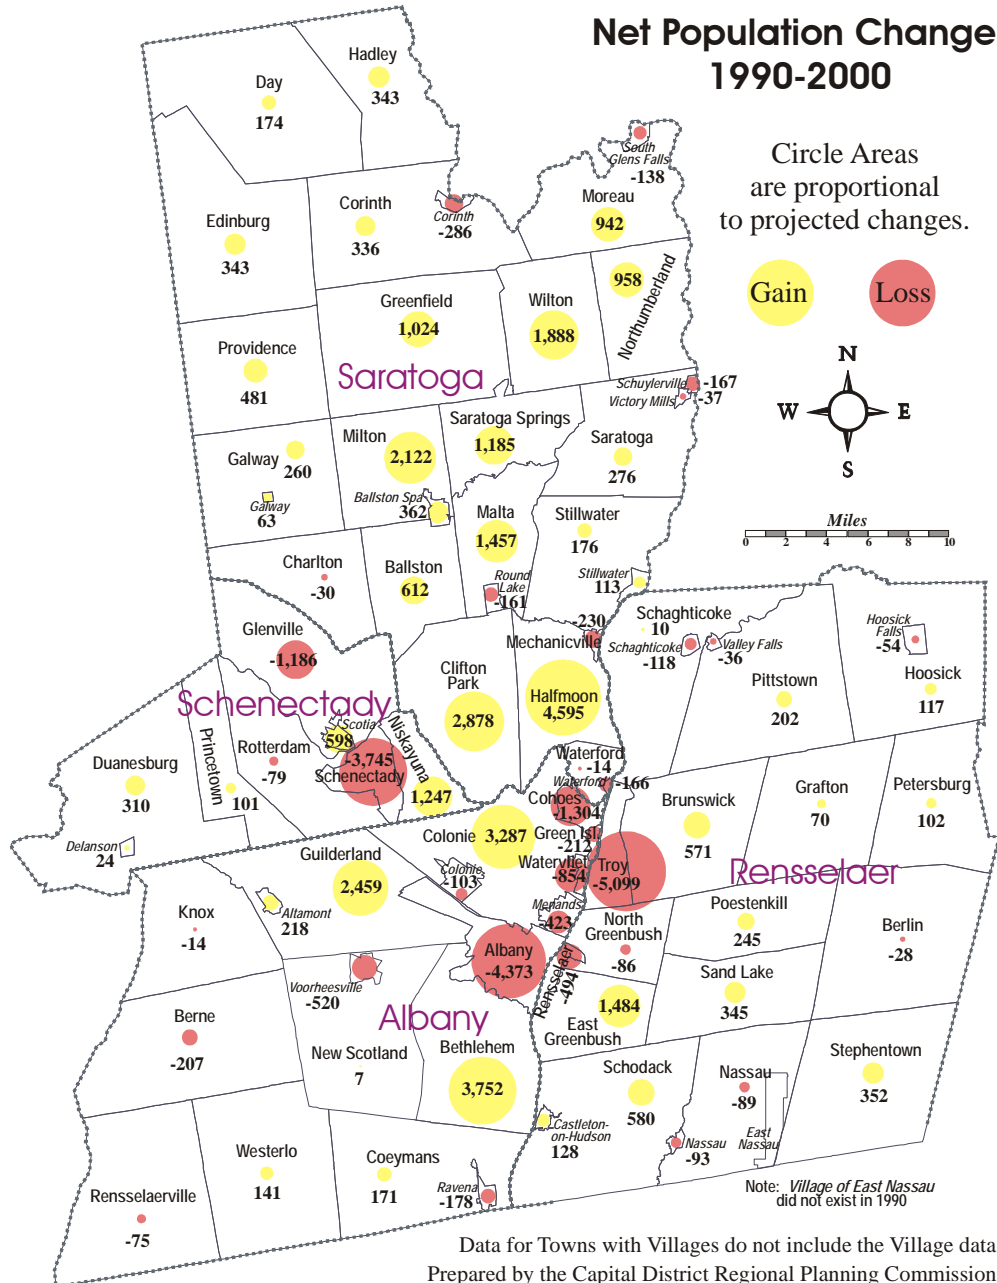 Net Population Change
1990-2000
Circle Areas
are proportional
to projected changes.
Gain
Loss
N
W
E
S
Miles
0 2 4 6 8 10
Hadley
343
Day
174
South
Glens Falls
-138
Moreau
942
Corinth
336
Corinth
-286
Edinburg
343
958
Northumberland
Greenfield
1,024
Wilton
1,888
Providence
481
Saratoga
Schuylerville
-167
Victory Mills
-37
Saratoga Springs
1,185
Milton
2,122
Saratoga
276
Galway
260
Galway
63
Ballston Spa
362
Malta
1,457
Stillwater
176
Charlton
-30
Ballston
612
Round
Lake
-161
Stillwater
113
Glenville
-1,186
-230
Mechanicville
Schaghticoke
10
Schaghticoke
-118
Valley Falls
-36
Hoosick
Falls
-54
Hoosick
117
Clifton
Park
2,878
Halfmoon
4,595
Pittstown
202
Schenectady
Scotia
598
Niskayuna
1,247
Princetown
101
Rotterdam
-79
-3,745
Schenectady
Duanesburg
310
Delanson
24
Waterford
-14
Waterford
-166
Cohoes
-1,304
Brunswick
571
Grafton
70
Petersburg
102
Colonie
3,287
Green Isl.
-212
Watervliet
-854
Troy
-5,099
Rensselaer
Guilderland
2,459
Colonie
-103
Altamont
218
Knox
-14
Menands
-423
North
Greenbush
-86
Poestenkill
245
Berlin
-28
Albany
-4,373
Rensselaer
-494
Sand Lake
345
Voorheesville
-520
Albany
East
Greenbush
1,484
Berne
-207
New Scotland
7
Bethlehem
3,752
Schodack
580
Nassau
-89
Stephentown
352
Castleton-
on-Hudson
128
Nassau
-93
East
Nassau
Westerlo
141
Coeymans
171
Ravena
-178
Rensselaerville
-75
Note: Village of East Nassau
did not exist in 1990
Data for Towns with Villages do not include the Village data
Prepared by the Capital District Regional Planning Commission